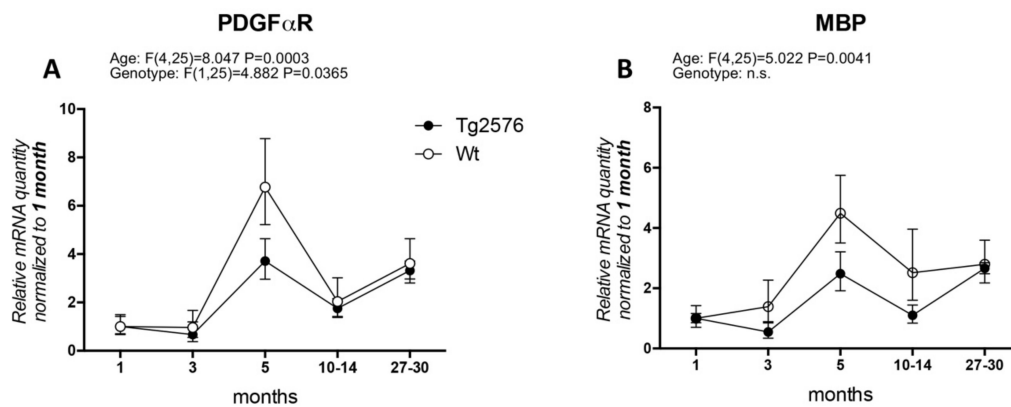 PDGFαR
Age: F(4,25)=8.047 P=0.0003
Genotype: F(1,25)=4.882 P=0.0365
A
Relative mRNA quantity
normalized to 1 month
10
8
6
4
2
0
1
3
5
10-14
27-30
months
Tg2576
Wt
MBP
Age: F(4,25)=5.022 P=0.0041
Genotype: n.s.
B
Relative mRNA quantity
normalized to 1 month
8
6
4
2
0
1
3
5
10-14
27-30
months